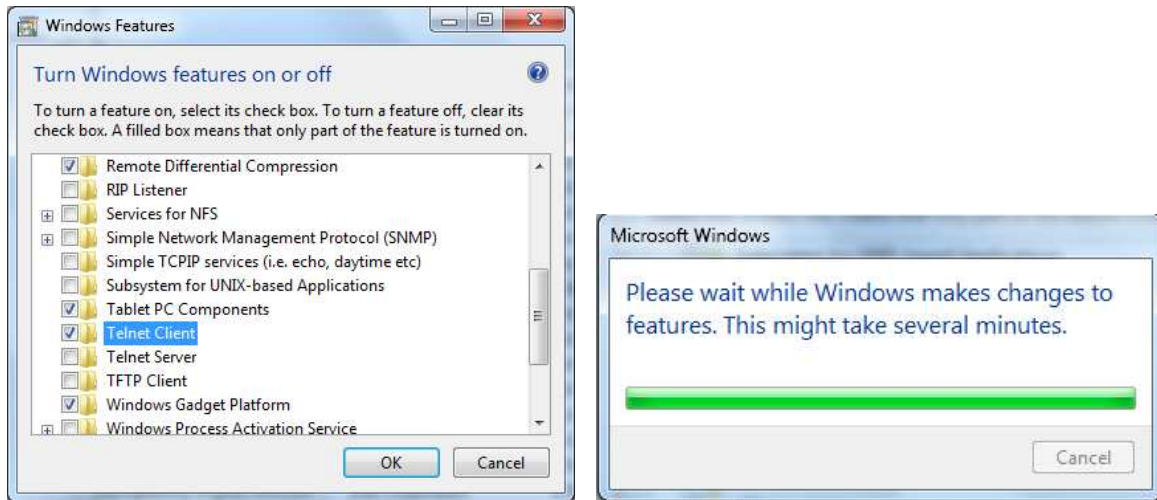 Windows Features
Turn Windows features on or off
To turn a feature on, select its check box. To turn a feature off, clear its
check box. A filled box means that only part of the feature is turned on.
Remote Differential Compression
RIP Listener
Services for NFS
Simple Network Management Protocol (SNMP)
Simple TCPIP services (i.e. echo, daytime etc)
Subsystem for UNIX-based Applications
Tablet PC Components
Telnet Client
Telnet Server
TFTP Client
Windows Gadget Platform
Windows Process Activation Service
OK
Cancel
Microsoft Windows
Please wait while Windows makes changes to
features. This might take several minutes.
Cancel